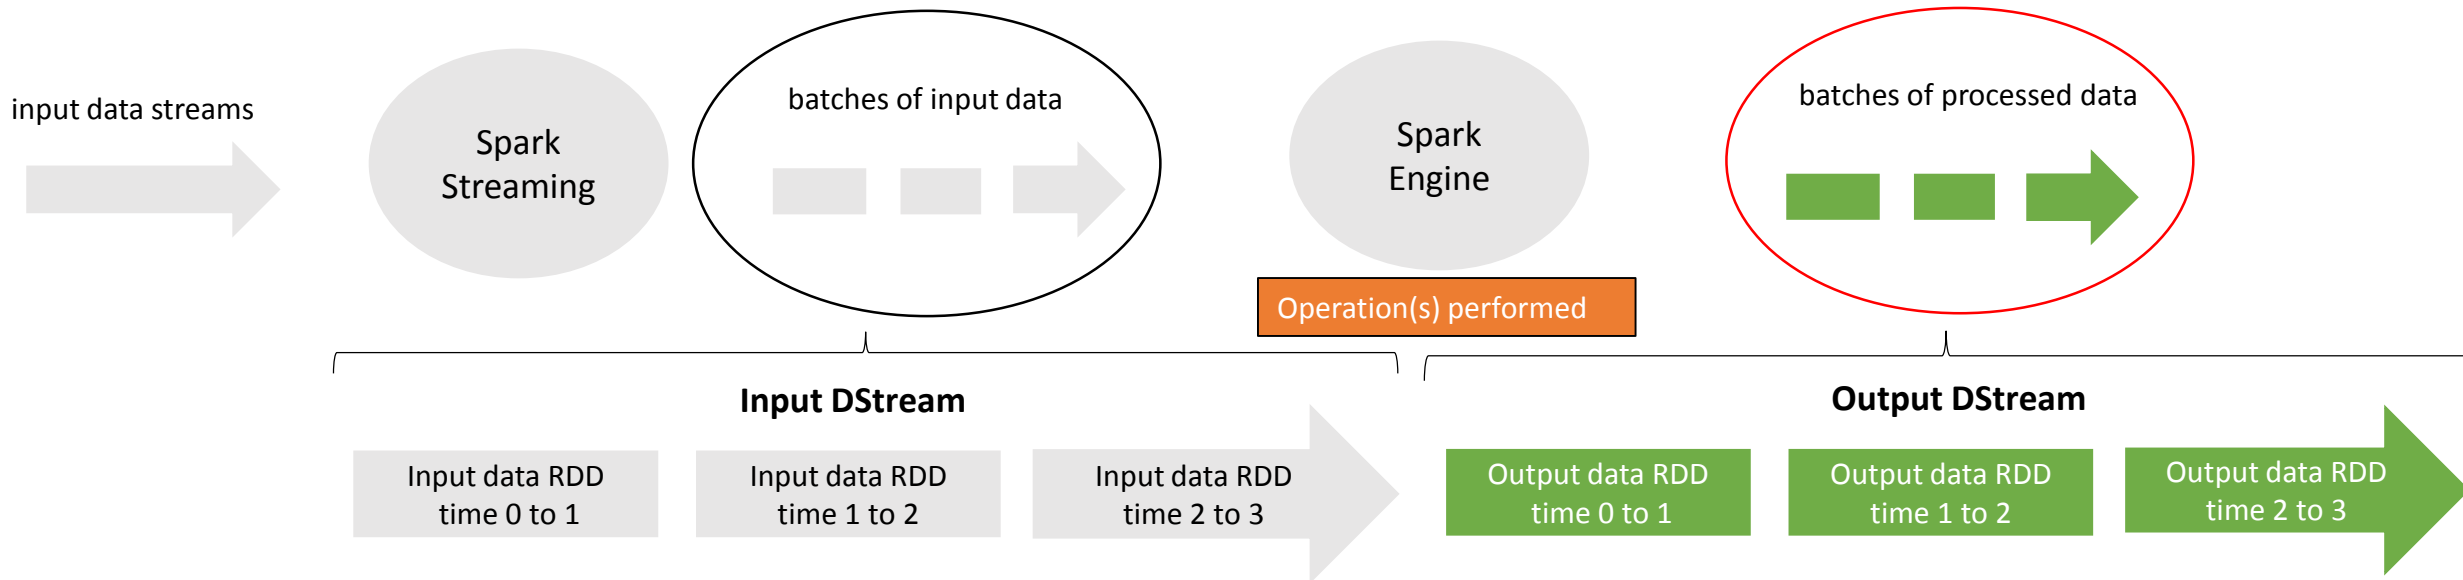 input data streams
Spark
Streaming
batches of input data
Spark
Engine
batches of processed data
Operation(s) performed
Input DStream
Output DStream
Input data RDD
time 0 to 1
Input data RDD
time 1 to 2
Input data RDD
time 2 to 3
Output data RDD
time 0 to 1
Output data RDD
time 1 to 2
Output data RDD
time 2 to 3